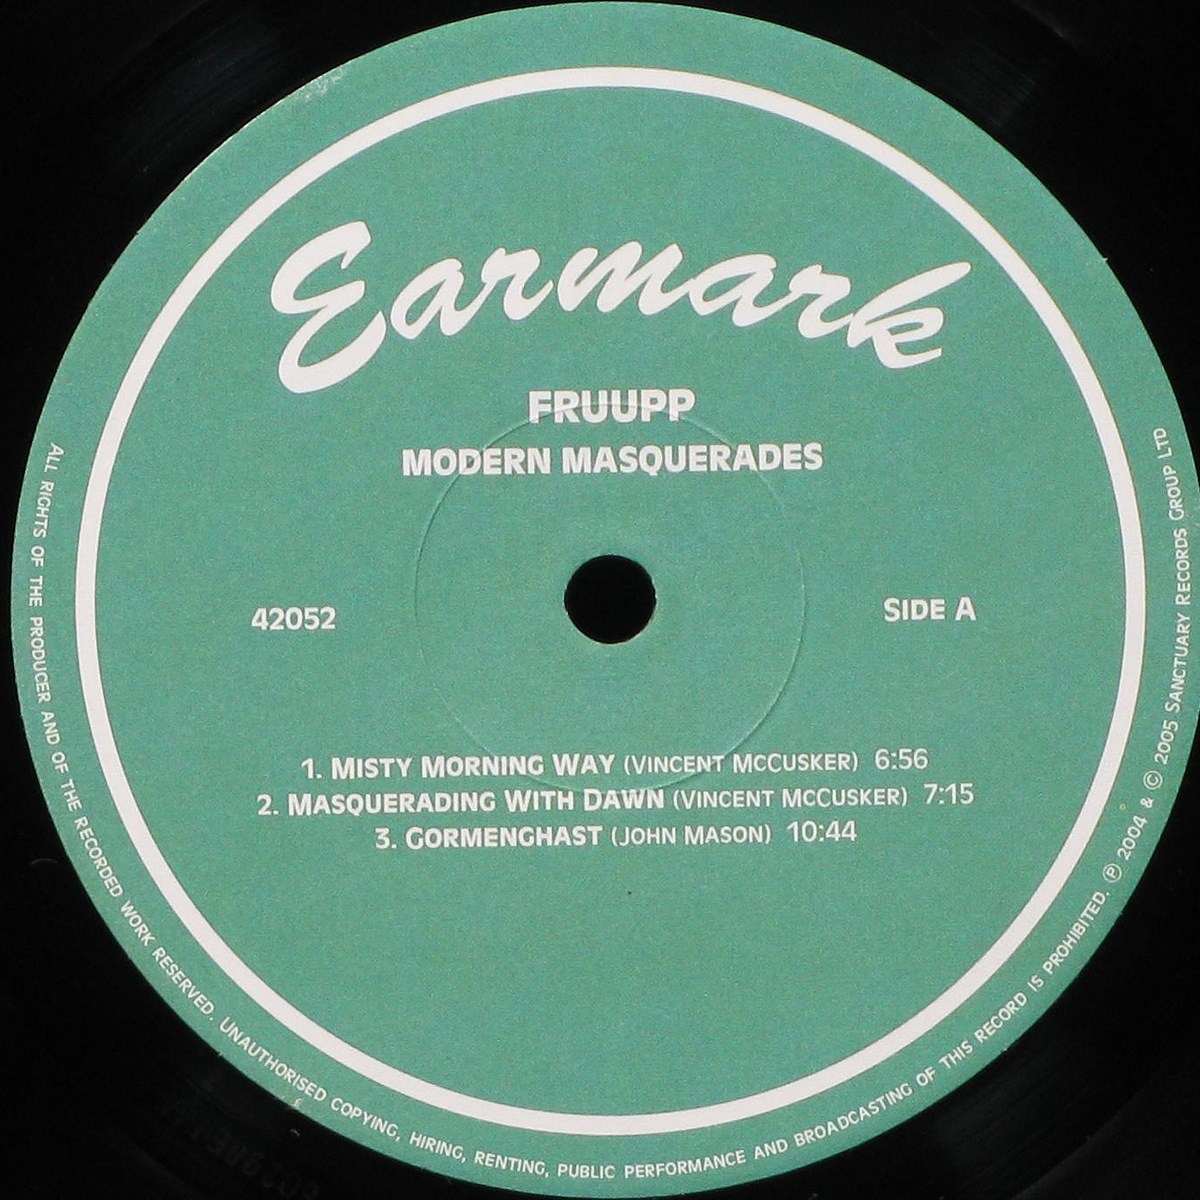 Earmark
FRUUPP
MODERN MASQUERADES
42052
SIDE A
1. MISTY MORNING WAY (VINCENT MCCUSKER) 6:56
2. MASQUERADING WITH DAWN (VINCENT MCCUSKER) 7:15
3. GORMENGHAST (JOHN MASON) 10:44
ALL RIGHTS OF THE PRODUCER AND OF THE RECORDED WORK RESERVED. UNAUTHORISED COPYING, HIRING, RENTING, PUBLIC PERFORMANCE AND BROADCASTING OF THIS RECORD IS PROHIBITED. ℗ 2004 & © 2005 SANCTUARY RECORDS GROUP LTD